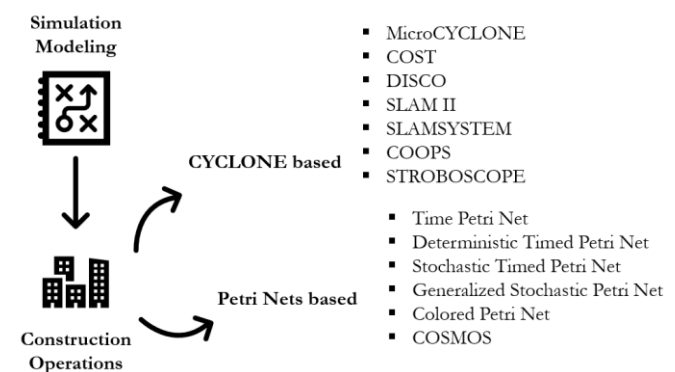 Simulation
Modeling
▪ MicroCYCLONE
▪ COST
▪ DISCO
▪ SLAM II
▪ SLAMSYSTEM
▪ COOPS
▪ STROBOSCOPE
CYCLONE based
▪ Time Petri Net
▪ Deterministic Timed Petri Net
▪ Stochastic Timed Petri Net
▪ Generalized Stochastic Petri Net
▪ Colored Petri Net
▪ COSMOS
Petri Nets based
Construction
Operations